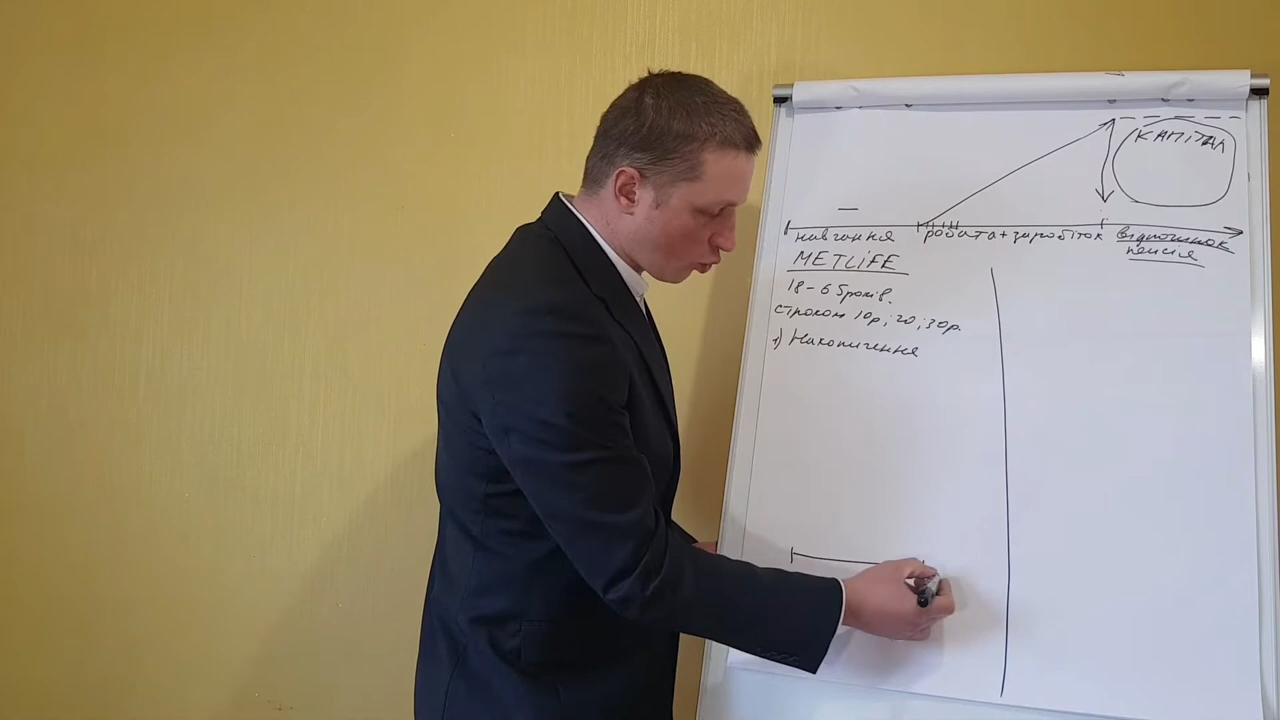 КАПІТАЛ
навчання робота+заробіток відпочинок
пенсія
METLiFE
18-65 років.
строком 10р; 20; 30р.
1) Накопичення